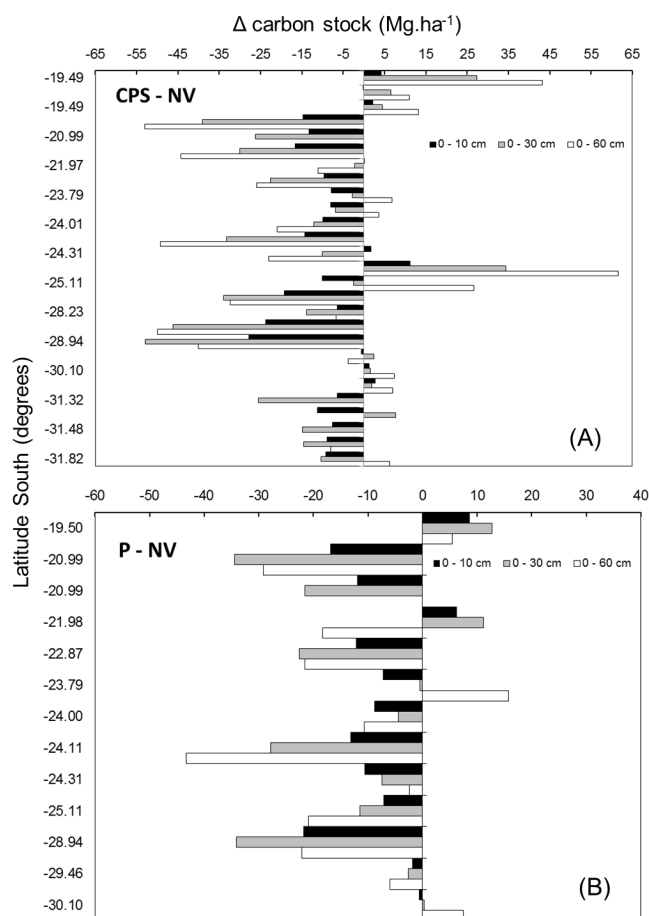 Δ carbon stock (Mg.ha⁻¹)
-65 -55 -45 -35 -25 -15 -5 5 15 25 35 45 55 65
CPS - NV
-19.49
-19.49
0 - 10 cm 0 - 30 cm 0 - 60 cm
-20.99
-21.97
-23.79
-24.01
-24.31
-25.11
-28.23
-28.94
-30.10
-31.32
-31.48
-31.82
(A)
Latitude South (degrees)
-60 -50 -40 -30 -20 -10 0 10 20 30 40
P - NV
-19.50
-20.99
0 - 10 cm 0 - 30 cm 0 - 60 cm
-20.99
-21.98
-22.87
-23.79
-24.00
-24.11
-24.31
-25.11
-28.94
-29.46
-30.10
(B)